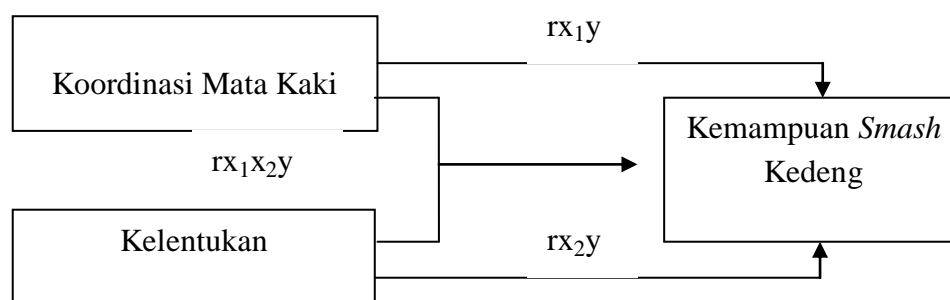 rx₁y
Koordinasi Mata Kaki
Kemampuan Smash
Kedeng
rx₁x₂y
Kelentukan
rx₂y